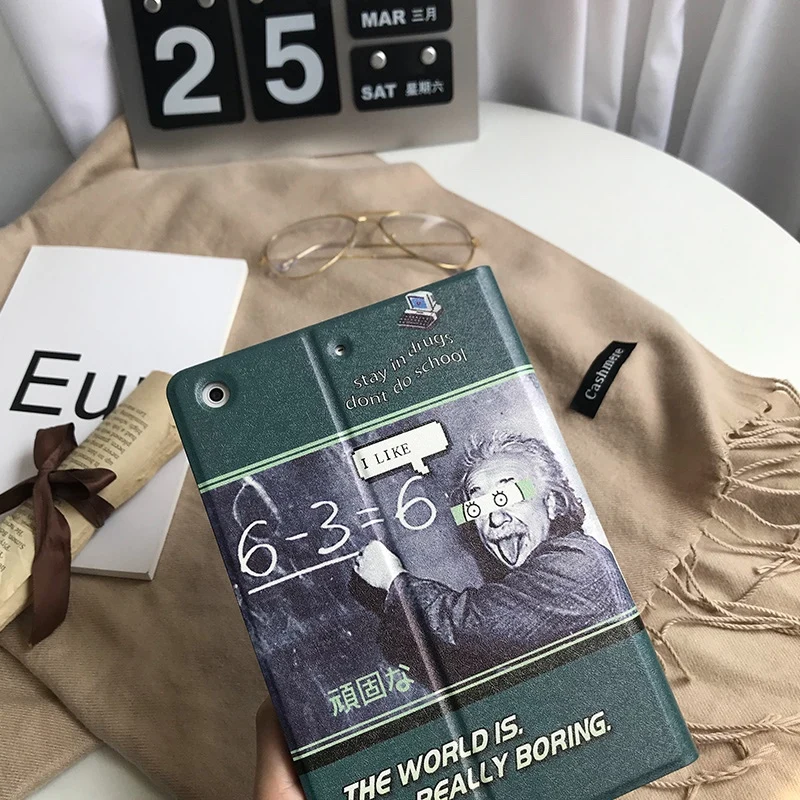 25
MAR 三月
SAT 星期六
Eu
Cashmere
stay in drugs
dont do school
I LIKE
6-3=6
頑固な
THE WORLD IS.
REALLY BORING.